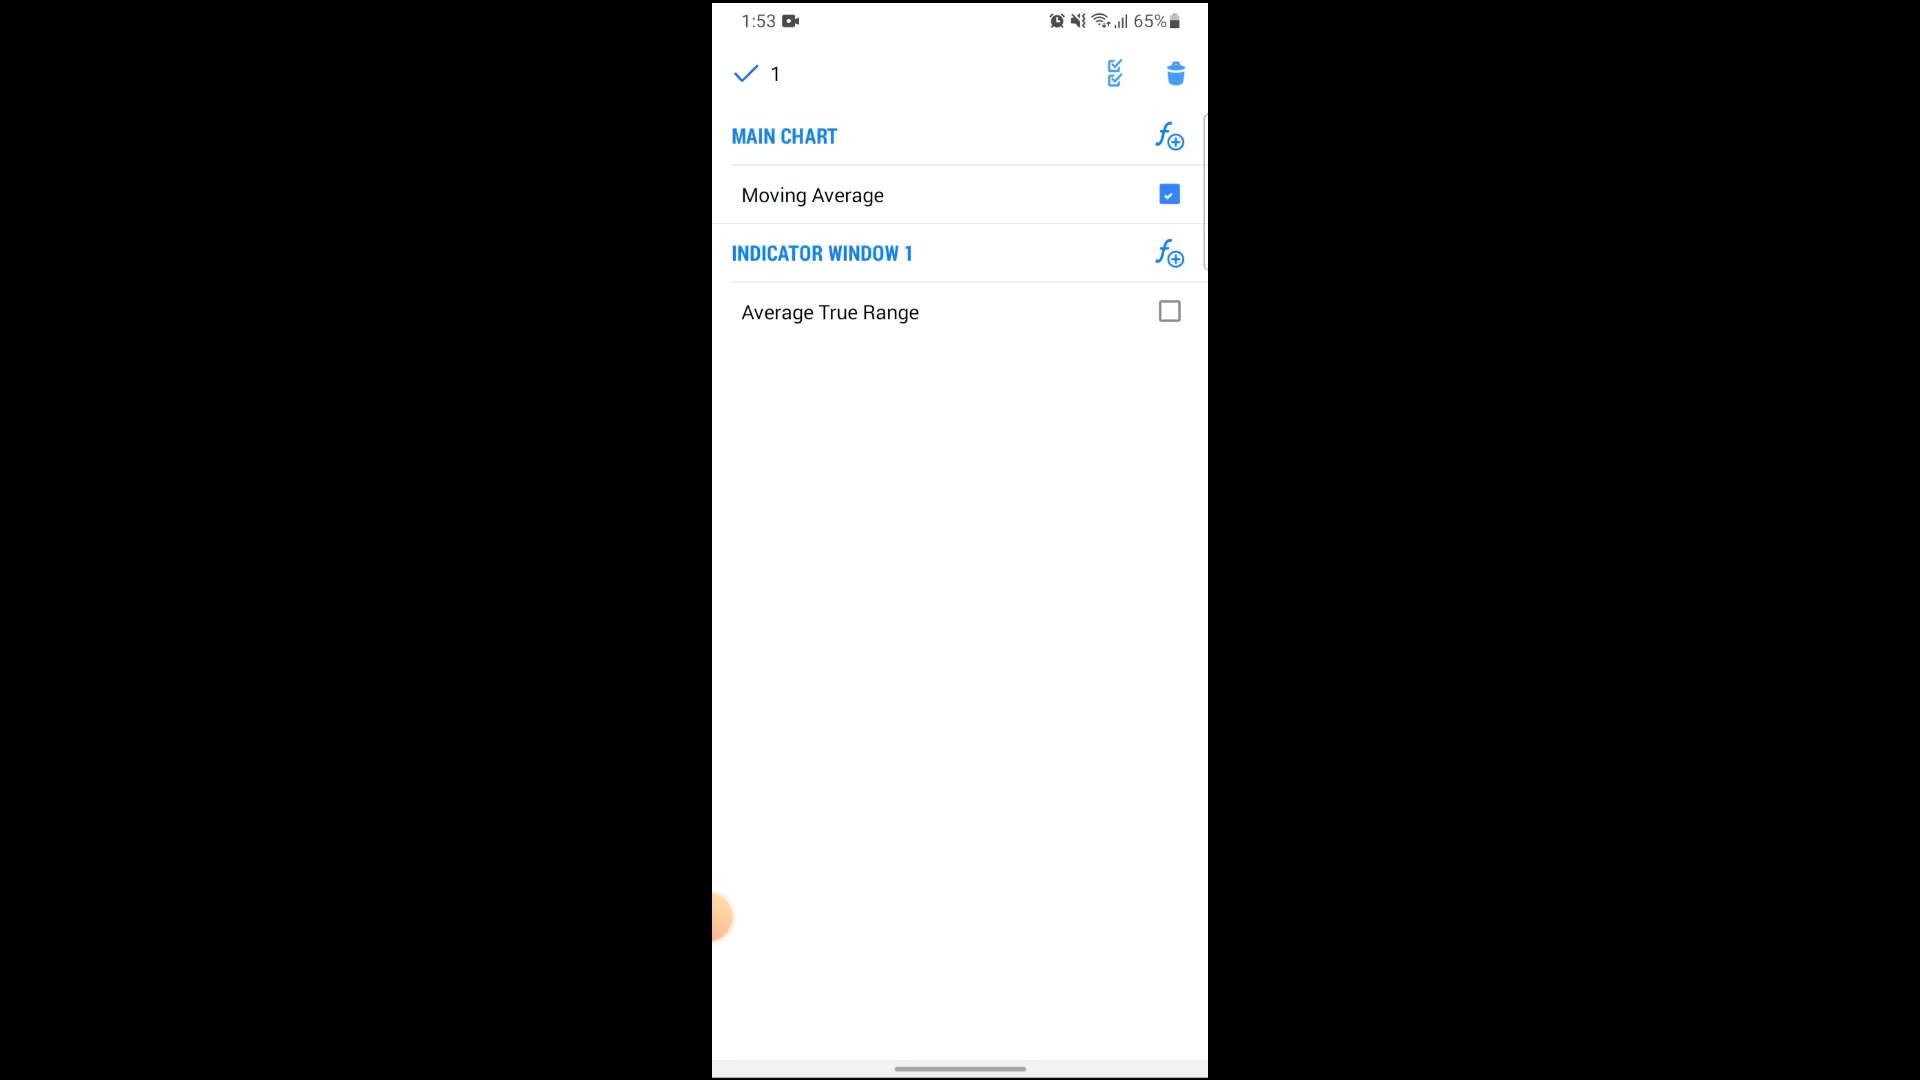 1:53 65%
1
MAIN CHART
Moving Average
INDICATOR WINDOW 1
Average True Range